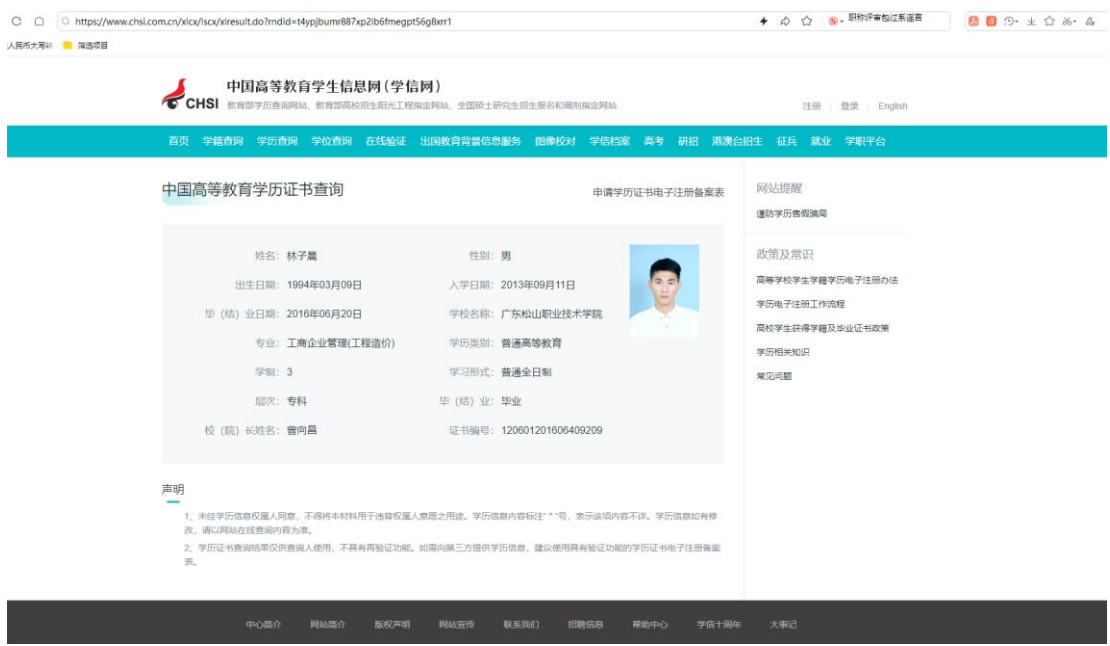 https://www.chsi.com.cn/xlcx/lscx/xlresult.do?rndid=t4ypjbumr887xp2ib6fmegpt56g8xrr1
职称评审包过系谣言
人民币大写
筛选项目
中国高等教育学生信息网(学信网)
CHSI 教育部学历查询网站、教育部高校招生阳光工程指定网站、全国硕士研究生招生报名和调剂指定网站
注册 | 登录 | English
首页 学籍查询 学历查询 学位查询 在线验证 出国教育背景信息服务 图像校对 学信档案 高考 研招 港澳台招生 征兵 就业 学职平台
中国高等教育学历证书查询
申请学历证书电子注册备案表
姓名: 林子晨 性别: 男
出生日期: 1994年03月09日 入学日期: 2013年09月11日
毕 (结) 业日期: 2016年06月20日 学校名称: 广东松山职业技术学院
专业: 工商企业管理(工程造价) 学历类别: 普通高等教育
学制: 3 学习形式: 普通全日制
层次: 专科 毕 (结) 业: 毕业
校 (院) 长姓名: 曾向昌 证书编号: 120601201606409209
网站提醒
谨防学历售假骗局
政策及常识
高等学校学生学籍学历电子注册办法
学历电子注册工作流程
高校学生获得学籍及毕业证书政策
学历相关知识
常见问题
声明
1、未经学历信息权属人同意,不得将本材料用于违背权属人意愿之用途。学历信息内容标注“*”号,表示该项内容不详。学历信息如有修
改,请以网站在线查询内容为准。
2、学历证书查询结果仅供查询人使用,不具有再验证功能。如需向第三方提供学历信息,建议使用具有验证功能的学历证书电子注册备案
表。
中心简介 网站简介 版权声明 网站宣传 联系我们 招聘信息 帮助中心 学信十周年 大事记